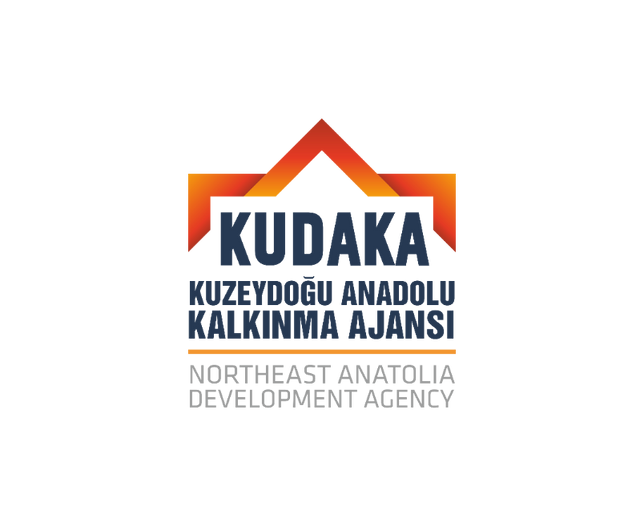 KUDAKA
KUZEYDOĞU ANADOLU
KALKINMA AJANSI
NORTHEAST ANATOLIA
DEVELOPMENT AGENCY